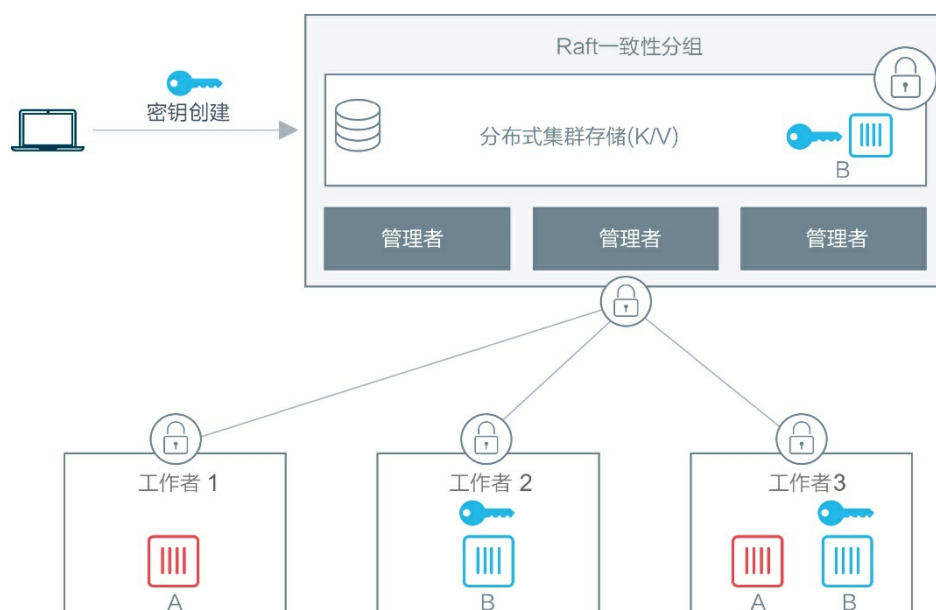 Raft一致性分组
密钥创建
分布式集群存储(K/V)
B
管理者
管理者
管理者
工作者 1
工作者 2
工作者3
A
B
A
B